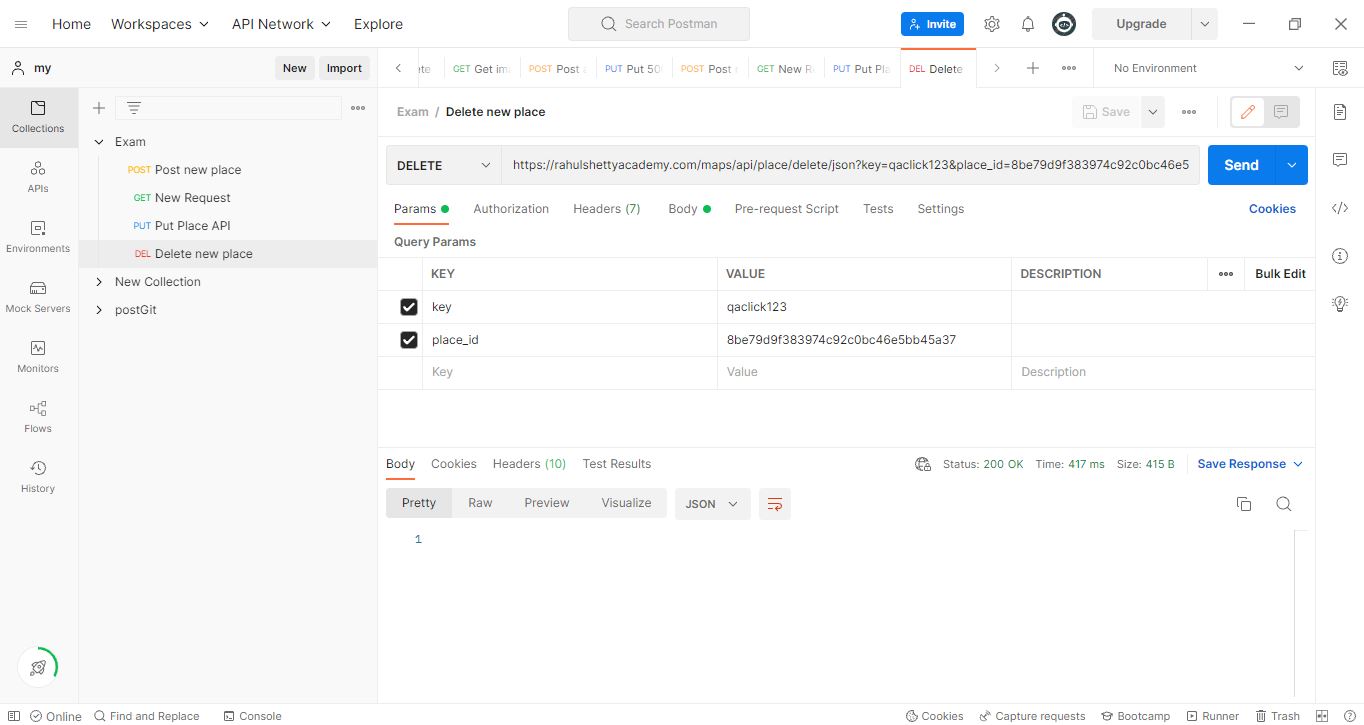 Home Workspaces API Network Explore Search Postman Invite Upgrade
my New Import GET Get im POST Post PUT Put 50 POST Post GET New R PUT Put Pla DEL Delete No Environment
Collections
APIs
Environments
Mock Servers
Monitors
Flows
History
Exam
POST Post new place
GET New Request
PUT Put Place API
DEL Delete new place
New Collection
postGit
Exam / Delete new place Save
DELETE https://rahulshettyacademy.com/maps/api/place/delete/json?key=qaclick123&place_id=8be79d9f383974c92c0bc46e5 Send
Params Authorization Headers (7) Body Pre-request Script Tests Settings Cookies
Query Params
KEY VALUE DESCRIPTION Bulk Edit
key qaclick123
place_id 8be79d9f383974c92c0bc46e5bb45a37
Key Value Description
Body Cookies Headers (10) Test Results Status: 200 OK Time: 417 ms Size: 415 B Save Response
Pretty Raw Preview Visualize JSON
1
Online Find and Replace Console Cookies Capture requests Bootcamp Runner Trash